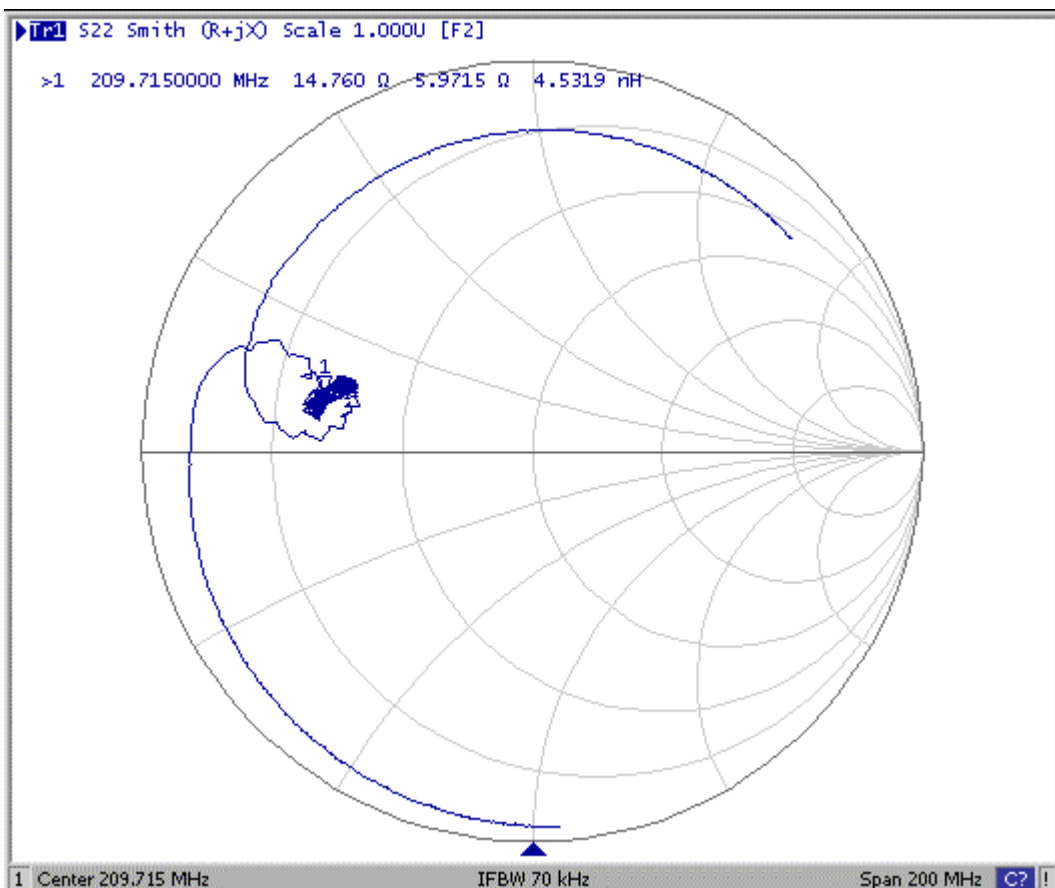 Tr1 S22 Smith (R+jX) Scale 1.000U [F2]
>1 209.7150000 MHz 14.760 Ω 5.9715 Ω 4.5319 nH
1
1 Center 209.715 MHz IFBW 70 kHz Span 200 MHz C? !